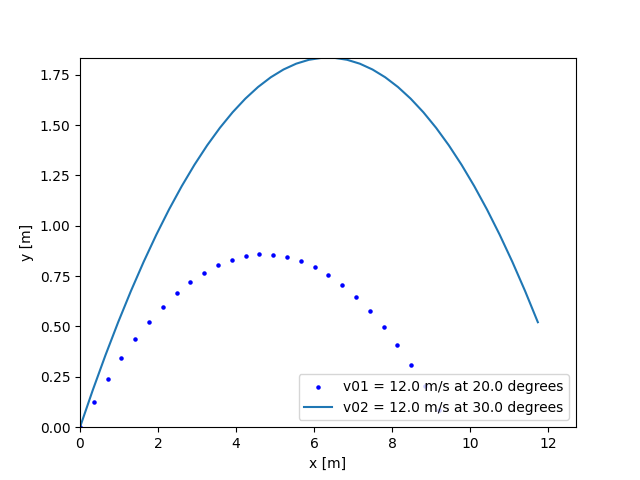 1.75
1.50
1.25
1.00
0.75
0.50
0.25
0.00
y [m]
0 2 4 6 8 10 12
x [m]
v01 = 12.0 m/s at 20.0 degrees
v02 = 12.0 m/s at 30.0 degrees